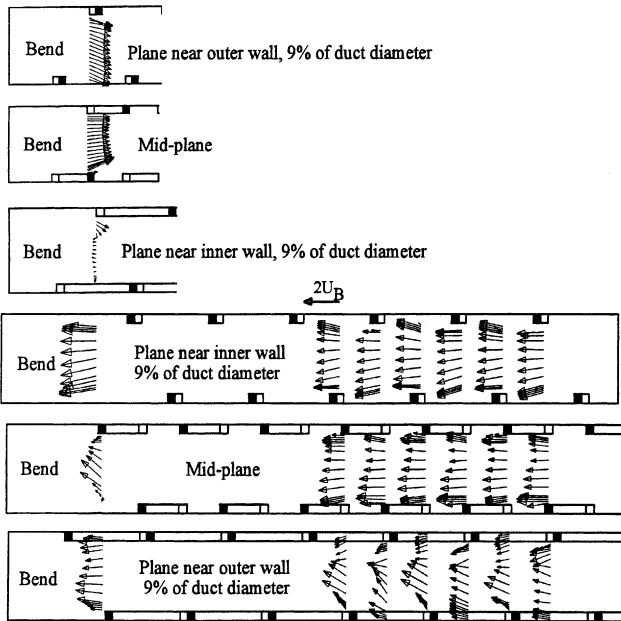 Bend
Plane near outer wall, 9% of duct diameter
Bend
Mid-plane
Bend
Plane near inner wall, 9% of duct diameter
2U_B
Bend
Plane near inner wall
9% of duct diameter
Bend
Mid-plane
Bend
Plane near outer wall
9% of duct diameter